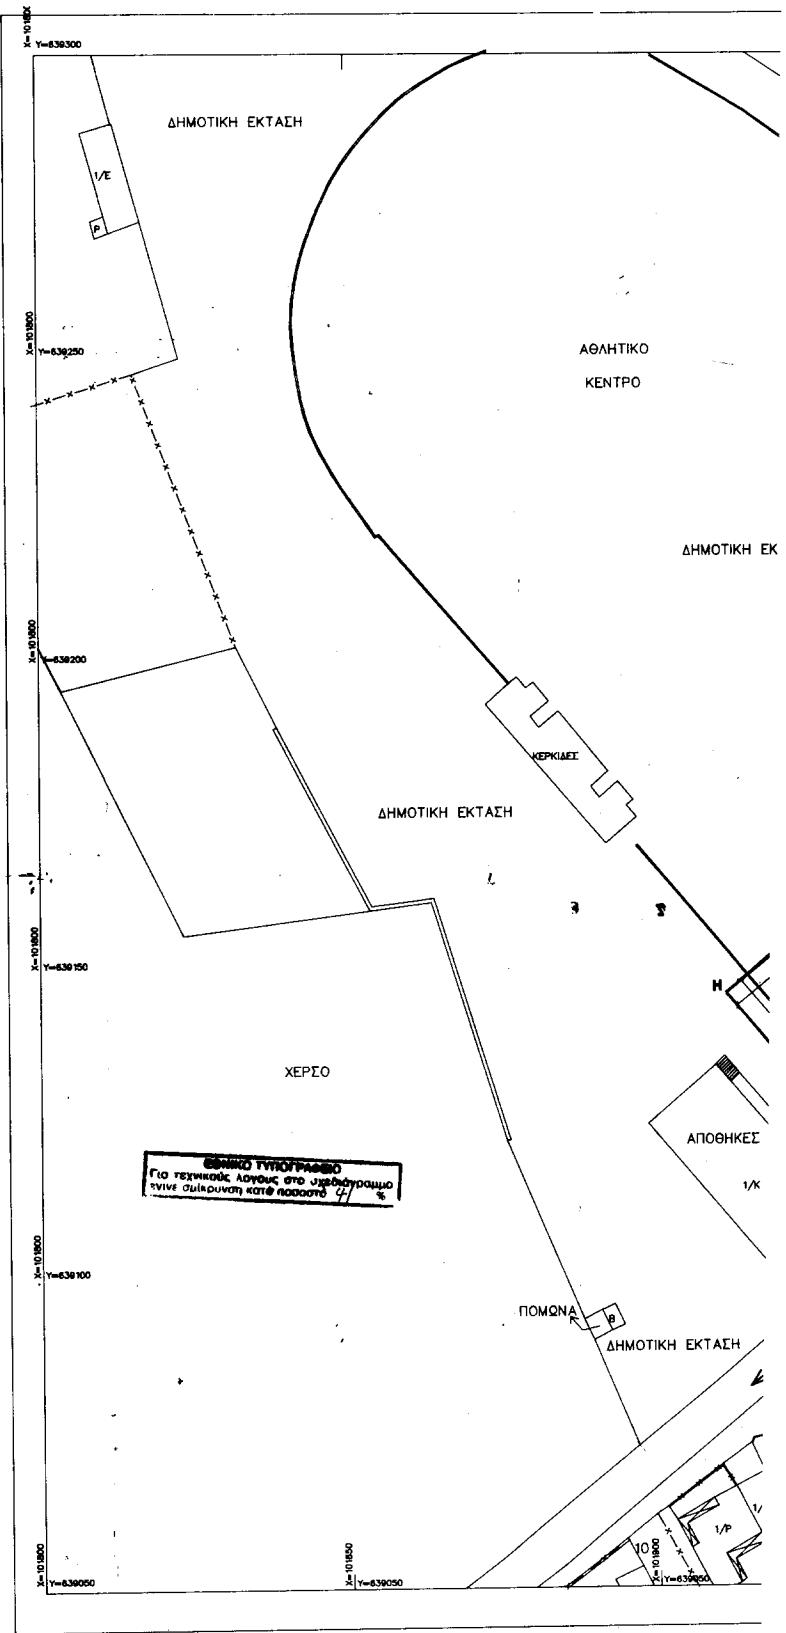 X=101800
Y=639300
ΔΗΜΟΤΙΚΗ ΕΚΤΑΣΗ
1/Ε
Ρ
X=101800
Y=639250
ΑΘΛΗΤΙΚΟ
ΚΕΝΤΡΟ
ΔΗΜΟΤΙΚΗ ΕΚ
X=101800
Y=639200
ΚΕΡΚΙΔΕΣ
ΔΗΜΟΤΙΚΗ ΕΚΤΑΣΗ
X=101800
Y=639150
Η
ΧΕΡΣΟ
ΑΠΟΘΗΚΕΣ
1/Κ
ΕΘΝΙΚΟ ΤΥΠΟΓΡΑΦΕΙΟ
Για τεχνικούς λόγους στο σχεδιάγραμμα
έγινε σμίκρυνση κατά ποσοστό 41 %
X=101800
Y=639100
ΠΟΜΩΝΑ
Β
ΔΗΜΟΤΙΚΗ ΕΚΤΑΣΗ
1/
1/Ρ
10
X=101800
Y=639050
X=101850
Y=639050
X=101900
Y=639050